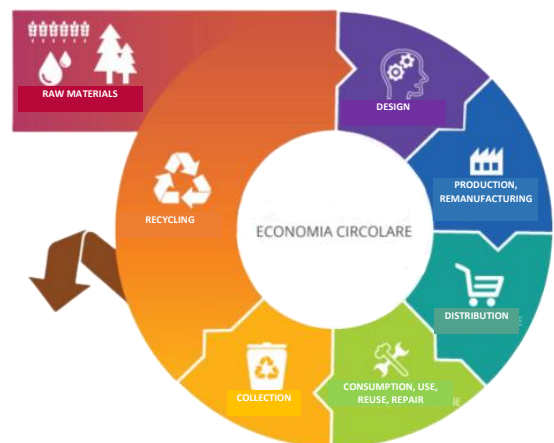 RAW MATERIALS
DESIGN
PRODUCTION,
REMANUFACTURING
RECYCLING
ECONOMIA CIRCOLARE
DISTRIBUTION
CONSUMPTION, USE,
REUSE, REPAIR
COLLECTION